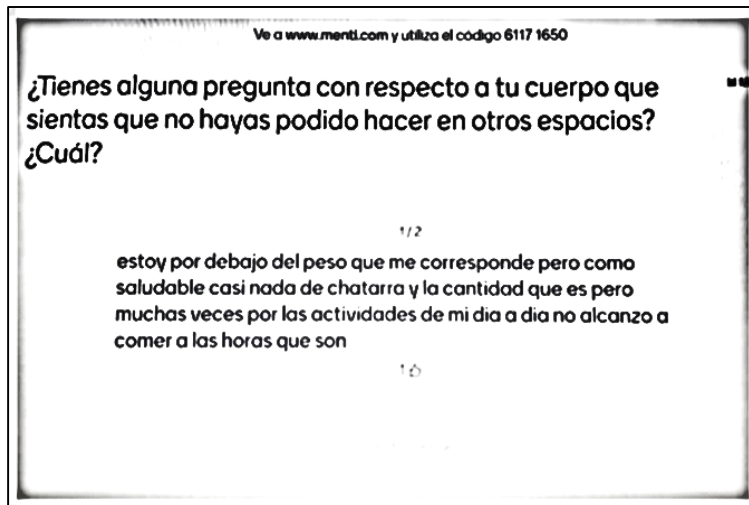 Ve a www.menti.com y utiliza el código 6117 1650
¿Tienes alguna pregunta con respecto a tu cuerpo que
sientas que no hayas podido hacer en otros espacios?
¿Cuál?
1/2
estoy por debajo del peso que me corresponde pero como
saludable casi nada de chatarra y la cantidad que es pero
muchas veces por las actividades de mi dia a dia no alcanzo a
comer a las horas que son
1